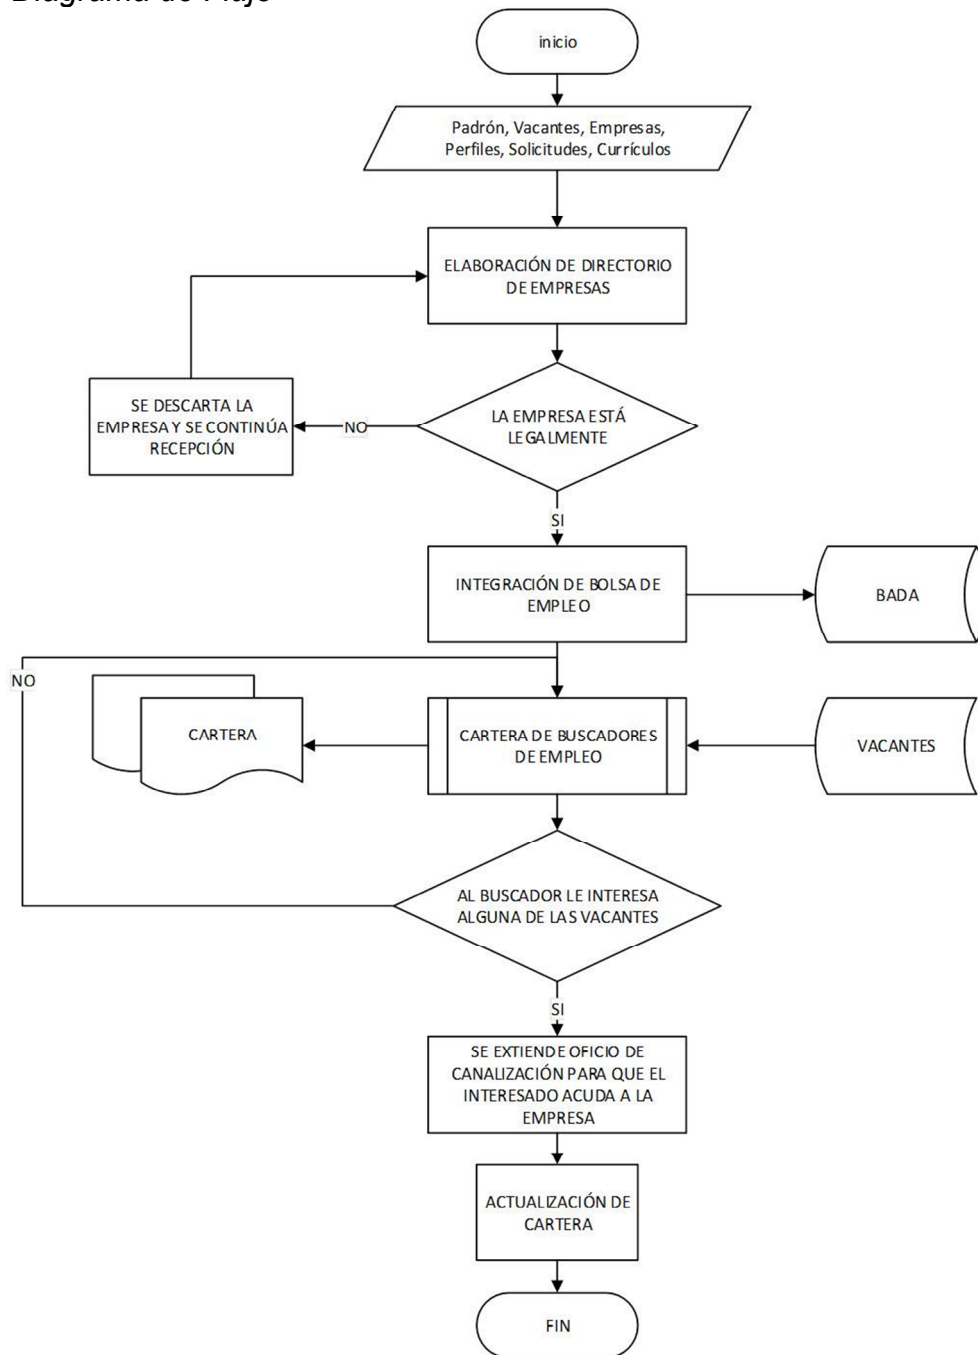 Diagrama de Flujo
inicio
Padrón, Vacantes, Empresas,
Perfiles, Solicitudes, Currículos
ELABORACIÓN DE DIRECTORIO
DE EMPRESAS
SE DESCARTA LA
EMPRESA Y SE CONTINÚA
RECEPCIÓN
NO
LA EMPRESA ESTÁ
LEGALMENTE
SI
INTEGRACIÓN DE BOLSA DE
EMPLEO
BADA
NO
CARTERA
CARTERA DE BUSCADORES
DE EMPLEO
VACANTES
AL BUSCADOR LE INTERESA
ALGUNA DE LAS VACANTES
SI
SE EXTIENDE OFICIO DE
CANALIZACIÓN PARA QUE EL
INTERESADO ACUDA A LA
EMPRESA
ACTUALIZACIÓN DE
CARTERA
FIN